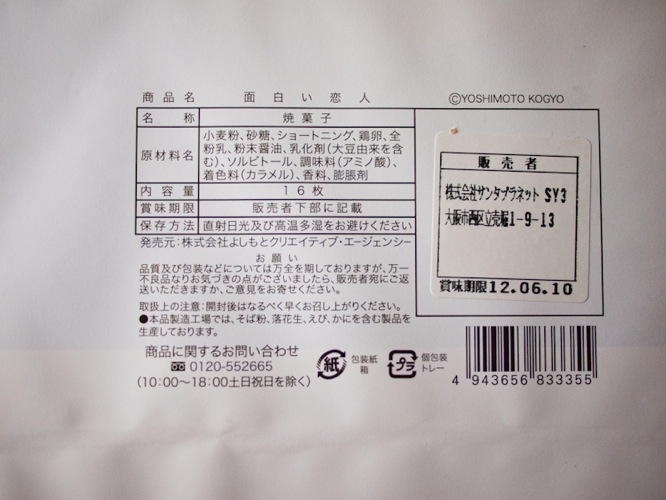 商品名 面白い恋人
ⒸYOSHIMOTO KOGYO
名称 焼菓子
原材料名 小麦粉、砂糖、ショートニング、鶏卵、全
粉乳、粉末醤油、乳化剤(大豆由来を含
む)、ソルビトール、調味料(アミノ酸)、
着色料(カラメル)、香料、膨脹剤
内容量 16枚
賞味期限 販売者下部に記載
保存方法 直射日光及び高温多湿をお避けください
発売元:株式会社よしもとクリエイティブ・エージェンシー
お願い
品質及び包装などについては万全を期しておりますが、万一
不良品などお気づきの点がございましたら、販売者宛にご返
送いただきますか、ご意見をお寄せください。
取扱上の注意:開封後はなるべく早くお召し上がりください。
●本品製造工場では、そば粉、落花生、えび、かにを含む製品を
生産しております。
商品に関するお問い合わせ
0120-552665
(10:00〜18:00土日祝日を除く)
紙 包装紙
箱
プラ 個包装
トレー
販売者
株式会社サンタプラネット SY3
大阪市西区立売堀1-9-13
賞味期限12.06.10
4 943656 833355